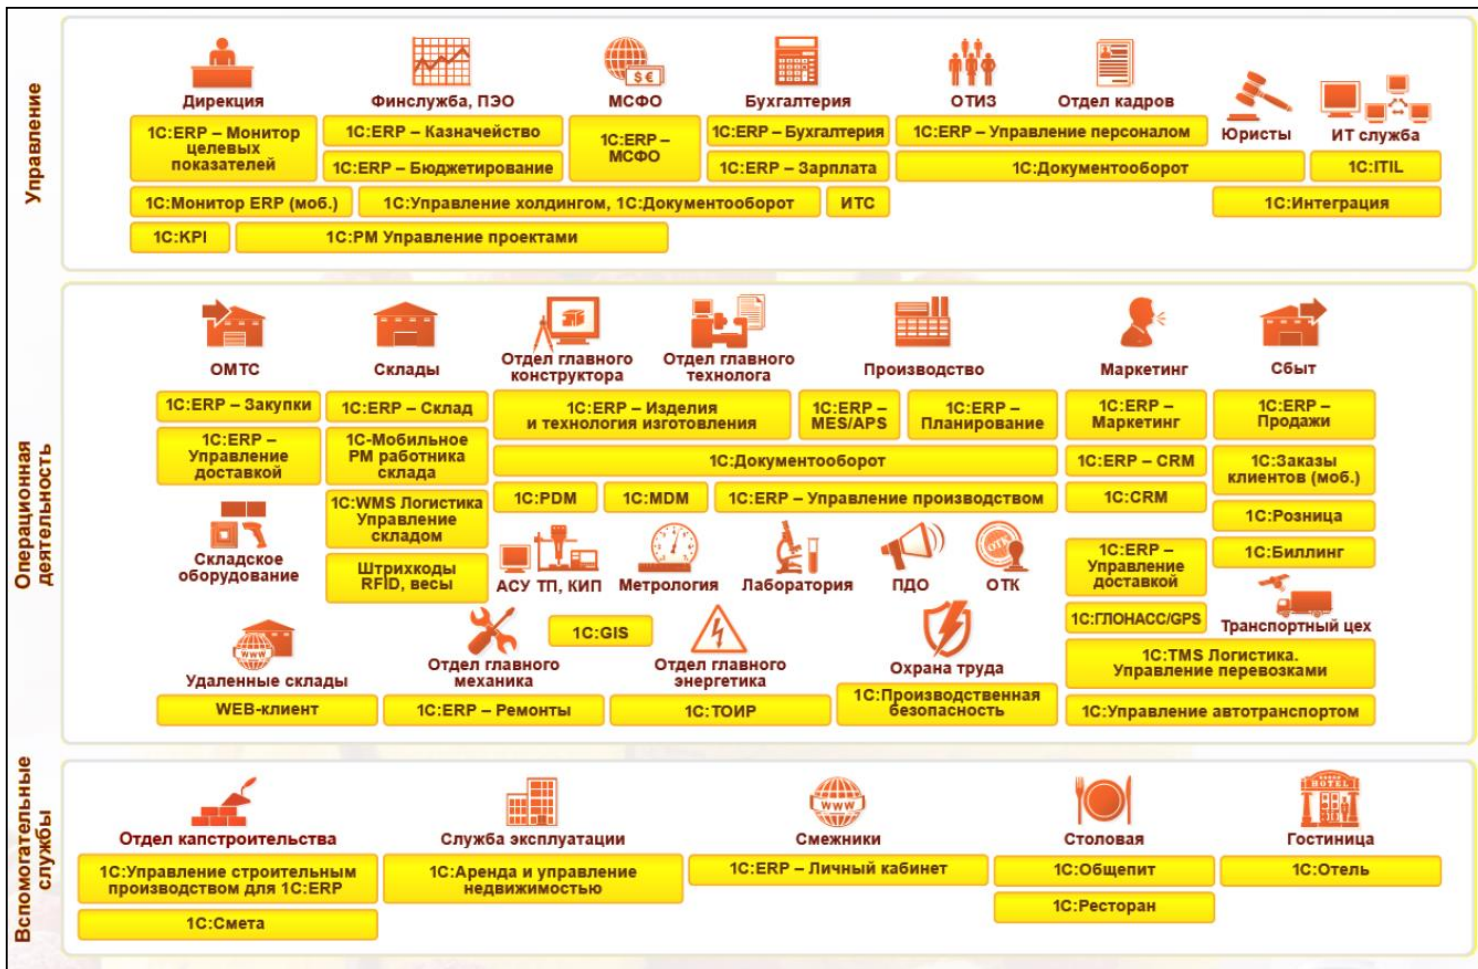 Управление
Дирекция
Финслужба, ПЭО
МСФО
Бухгалтерия
ОТИЗ
Отдел кадров
Юристы
ИТ служба
1С:ERP – Монитор
целевых
показателей
1С:ERP – Казначейство
1С:ERP – Бюджетирование
1С:ERP –
МСФО
1С:ERP – Бухгалтерия
1С:ERP – Зарплата
1С:ERP – Управление персоналом
1С:Документооборот
1С:ITIL
1С:Монитор ERP (моб.)
1С:Управление холдингом, 1С:Документооборот
ИТС
1С:Интеграция
1С:KPI
1С:PM Управление проектами
Операционная
деятельность
ОМТС
Склады
Отдел главного
конструктора
Отдел главного
технолога
Производство
Маркетинг
Сбыт
1С:ERP – Закупки
1С:ERP –
Управление
доставкой
1С:ERP – Склад
1С-Мобильное
РМ работника
склада
1С:WMS Логистика
Управление
складом
Штрихкоды
RFID, весы
1С:ERP – Изделия
и технология изготовления
1С:ERP –
MES/APS
1С:ERP –
Планирование
1С:Документооборот
1С:PDM
1С:MDM
1С:ERP – Управление производством
1С:ERP –
Маркетинг
1С:ERP – CRM
1С:CRM
1С:ERP –
Продажи
1С:Заказы
клиентов (моб.)
1С:Розница
1С:Биллинг
Складское
оборудование
АСУ ТП, КИП
Метрология
Лаборатория
ПДО
ОТК
ОТК
1С:ERP –
Управление
доставкой
1С:ГЛОНАСС/GPS
Транспортный цех
1С:TMS Логистика.
Управление перевозками
1С:Управление автотранспортом
WWW
Удаленные склады
WEB-клиент
Отдел главного
механика
1С:GIS
Отдел главного
энергетика
Охрана труда
1С:ERP – Ремонты
1С:ТОИР
1С:Производственная
безопасность
Вспомогательные
службы
Отдел капстроительства
Служба эксплуатации
WWW
Смежники
Столовая
HOTEL
Гостиница
1С:Управление строительным
производством для 1С:ERP
1С:Смета
1С:Аренда и управление
недвижимостью
1С:ERP – Личный кабинет
1С:Общепит
1С:Ресторан
1С:Отель